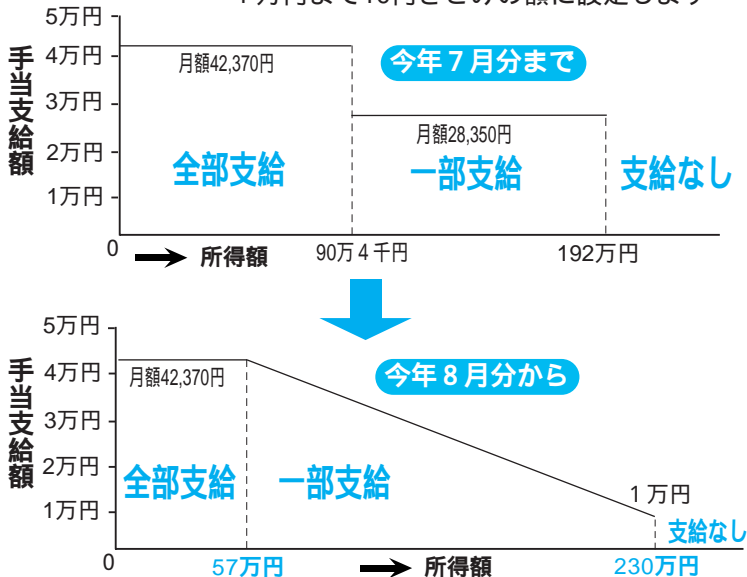 5万円
4万円
3万円
2万円
1万円
0
手当支給額
月額42,370円
今年７月分まで
月額28,350円
全部支給
一部支給
支給なし
所得額
90万４千円
192万円
5万円
4万円
3万円
2万円
1万円
0
手当支給額
月額42,370円
今年８月分から
全部支給
一部支給
１万円
支給なし
57万円
所得額
230万円